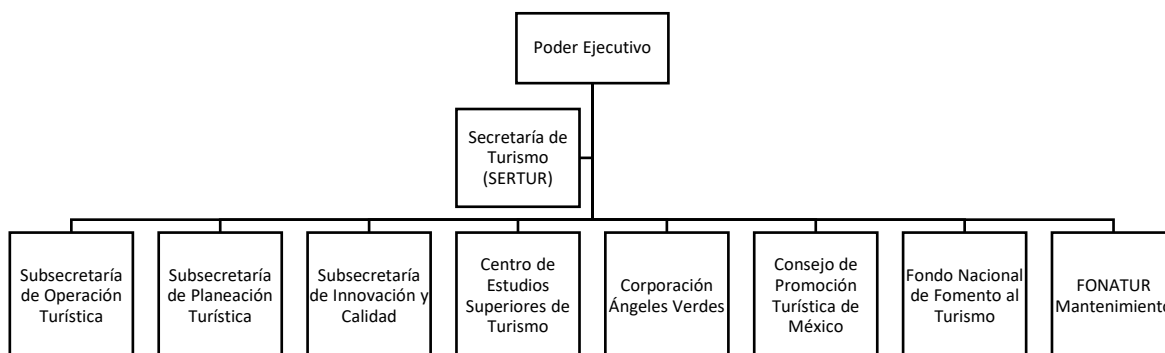 Poder Ejecutivo
Secretaría de
Turismo
(SERTUR)
Subsecretaría
de Operación
Turística
Subsecretaría
de Planeación
Turística
Subsecretaría
de Innovación y
Calidad
Centro de
Estudios
Superiores de
Turismo
Corporación
Ángeles Verdes
Consejo de
Promoción
Turística de
México
Fondo Nacional
de Fomento al
Turismo
FONATUR
Mantenimiento